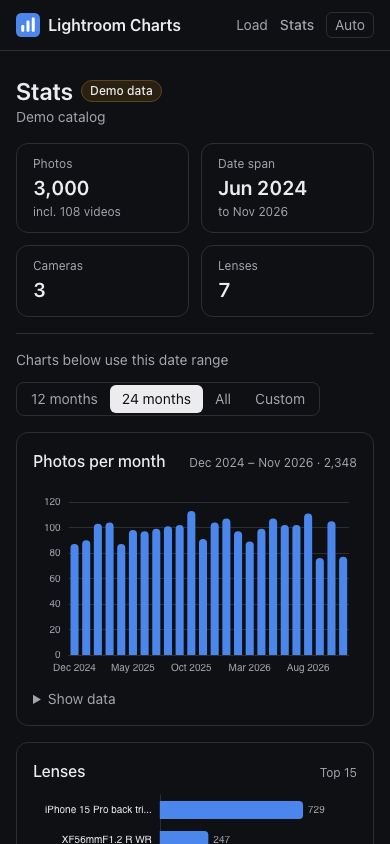 Lightroom Charts
Load Stats Auto
Stats Demo data
Demo catalog
Photos
3,000
incl. 108 videos
Date span
Jun 2024
to Nov 2026
Cameras
3
Lenses
7
Charts below use this date range
12 months 24 months All Custom
Photos per month Dec 2024 – Nov 2026 · 2,348
120
100
80
60
40
20
0
Dec 2024 May 2025 Oct 2025 Mar 2026 Aug 2026
▶ Show data
Lenses Top 15
iPhone 15 Pro back tri... 729
XF56mmF1.2 R WR 247